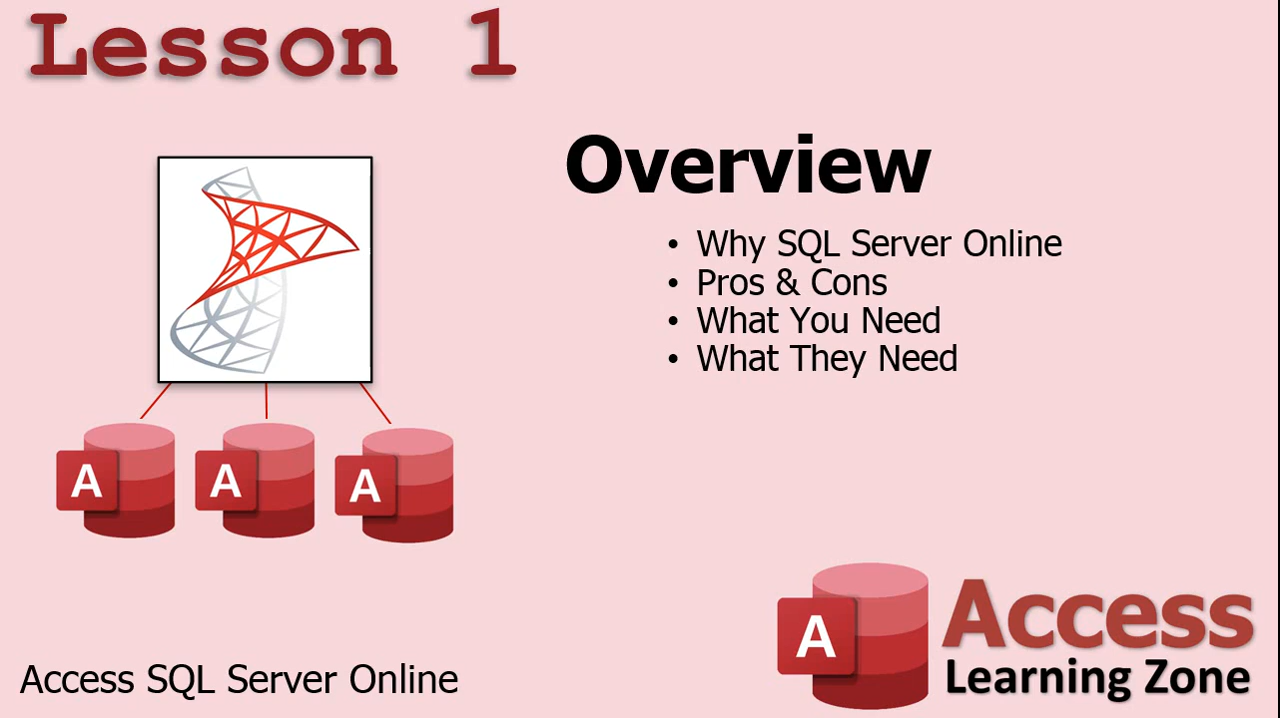 Lesson 1
Overview
• Why SQL Server Online
• Pros & Cons
• What You Need
• What They Need
A
A
A
A
Access
Learning Zone
Access SQL Server Online